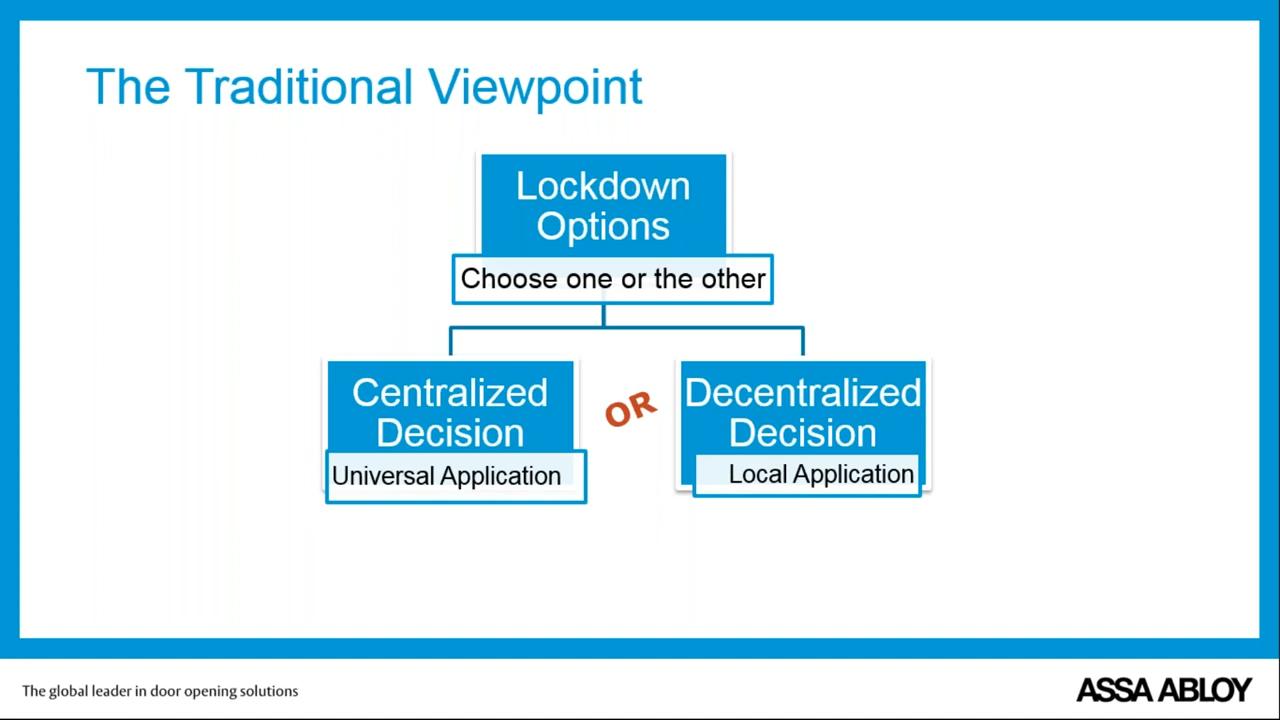 The Traditional Viewpoint
Lockdown
Options
Choose one or the other
Centralized
Decision
Universal Application
OR
Decentralized
Decision
Local Application
The global leader in door opening solutions
ASSA ABLOY